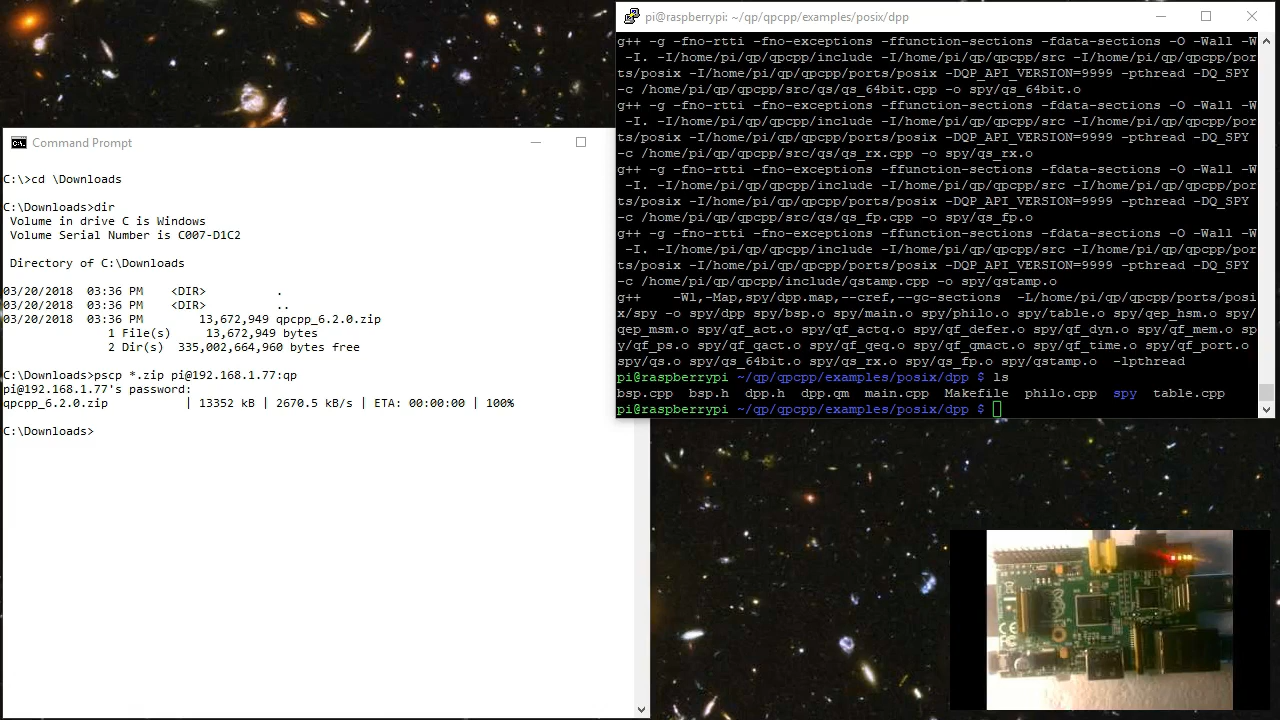 Command Prompt
C:\>cd \Downloads
C:\Downloads>dir
Volume in drive C is Windows
Volume Serial Number is C007-D1C2
Directory of C:\Downloads
03/20/2018 03:36 PM <DIR> .
03/20/2018 03:36 PM <DIR> ..
03/20/2018 03:36 PM 13,672,949 qpcpp_6.2.0.zip
1 File(s) 13,672,949 bytes
2 Dir(s) 335,002,664,960 bytes free
C:\Downloads>pscp *.zip pi@192.168.1.77:qp
pi@192.168.1.77's password:
qpcpp_6.2.0.zip | 13352 kB | 2670.5 kB/s | ETA: 00:00:00 | 100%
C:\Downloads>
pi@raspberrypi: ~/qp/qpcpp/examples/posix/dpp
g++ -g -fno-rtti -fno-exceptions -ffunction-sections -fdata-sections -O -Wall -W
-I. -I/home/pi/qp/qpcpp/include -I/home/pi/qp/qpcpp/src -I/home/pi/qp/qpcpp/por
ts/posix -I/home/pi/qp/qpcpp/ports/posix -DQP_API_VERSION=9999 -pthread -DQ_SPY
-c /home/pi/qp/qpcpp/src/qs/qs_64bit.cpp -o spy/qs_64bit.o
g++ -g -fno-rtti -fno-exceptions -ffunction-sections -fdata-sections -O -Wall -W
-I. -I/home/pi/qp/qpcpp/include -I/home/pi/qp/qpcpp/src -I/home/pi/qp/qpcpp/por
ts/posix -I/home/pi/qp/qpcpp/ports/posix -DQP_API_VERSION=9999 -pthread -DQ_SPY
-c /home/pi/qp/qpcpp/src/qs/qs_rx.cpp -o spy/qs_rx.o
g++ -g -fno-rtti -fno-exceptions -ffunction-sections -fdata-sections -O -Wall -W
-I. -I/home/pi/qp/qpcpp/include -I/home/pi/qp/qpcpp/src -I/home/pi/qp/qpcpp/por
ts/posix -I/home/pi/qp/qpcpp/ports/posix -DQP_API_VERSION=9999 -pthread -DQ_SPY
-c /home/pi/qp/qpcpp/src/qs/qs_fp.cpp -o spy/qs_fp.o
g++ -g -fno-rtti -fno-exceptions -ffunction-sections -fdata-sections -O -Wall -W
-I. -I/home/pi/qp/qpcpp/include -I/home/pi/qp/qpcpp/src -I/home/pi/qp/qpcpp/por
ts/posix -I/home/pi/qp/qpcpp/ports/posix -DQP_API_VERSION=9999 -pthread -DQ_SPY
-c /home/pi/qp/qpcpp/include/qstamp.cpp -o spy/qstamp.o
g++ -Wl,-Map,spy/dpp.map,--cref,--gc-sections -L/home/pi/qp/qpcpp/ports/posi
x/spy -o spy/dpp spy/bsp.o spy/main.o spy/philo.o spy/table.o spy/qep_hsm.o spy/
qep_msm.o spy/qf_act.o spy/qf_actq.o spy/qf_defer.o spy/qf_dyn.o spy/qf_mem.o sp
y/qf_ps.o spy/qf_qact.o spy/qf_qeq.o spy/qf_qmact.o spy/qf_time.o spy/qf_port.o
spy/qs.o spy/qs_64bit.o spy/qs_rx.o spy/qs_fp.o spy/qstamp.o -lpthread
pi@raspberrypi ~/qp/qpcpp/examples/posix/dpp $ ls
bsp.cpp bsp.h dpp.h dpp.qm main.cpp Makefile philo.cpp spy table.cpp
pi@raspberrypi ~/qp/qpcpp/examples/posix/dpp $